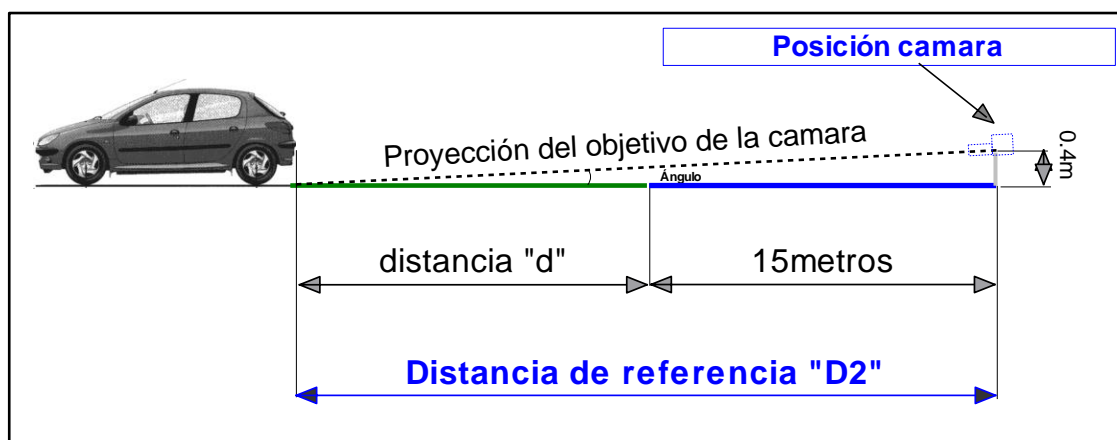 Posición camara
Proyección del objetivo de la camara
0.4m
Ángulo
distancia "d"
15metros
Distancia de referencia "D2"